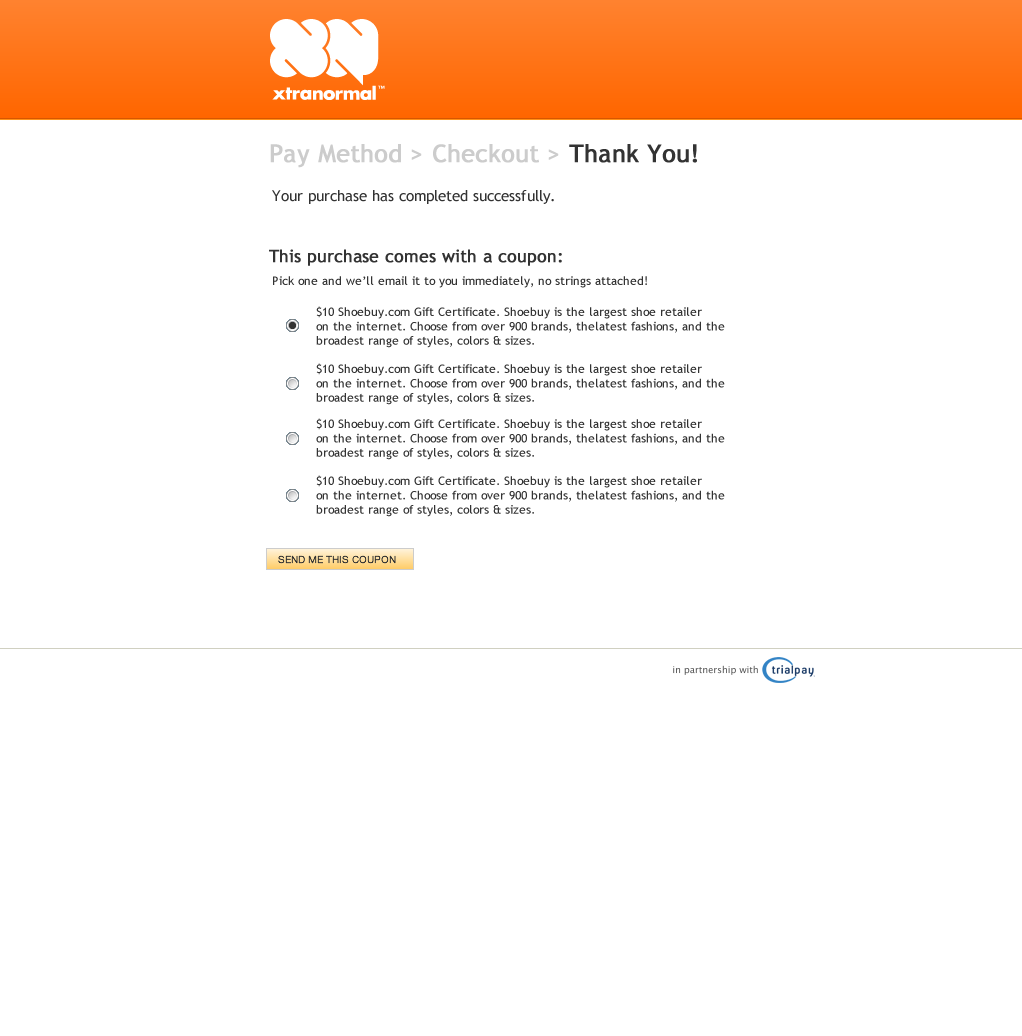 xtranormal™
Pay Method > Checkout > Thank You!
Your purchase has completed successfully.
This purchase comes with a coupon:
Pick one and we'll email it to you immediately, no strings attached!
$10 Shoebuy.com Gift Certificate. Shoebuy is the largest shoe retailer
on the internet. Choose from over 900 brands, thelatest fashions, and the
broadest range of styles, colors & sizes.
$10 Shoebuy.com Gift Certificate. Shoebuy is the largest shoe retailer
on the internet. Choose from over 900 brands, thelatest fashions, and the
broadest range of styles, colors & sizes.
$10 Shoebuy.com Gift Certificate. Shoebuy is the largest shoe retailer
on the internet. Choose from over 900 brands, thelatest fashions, and the
broadest range of styles, colors & sizes.
$10 Shoebuy.com Gift Certificate. Shoebuy is the largest shoe retailer
on the internet. Choose from over 900 brands, thelatest fashions, and the
broadest range of styles, colors & sizes.
SEND ME THIS COUPON
in partnership with trialpay